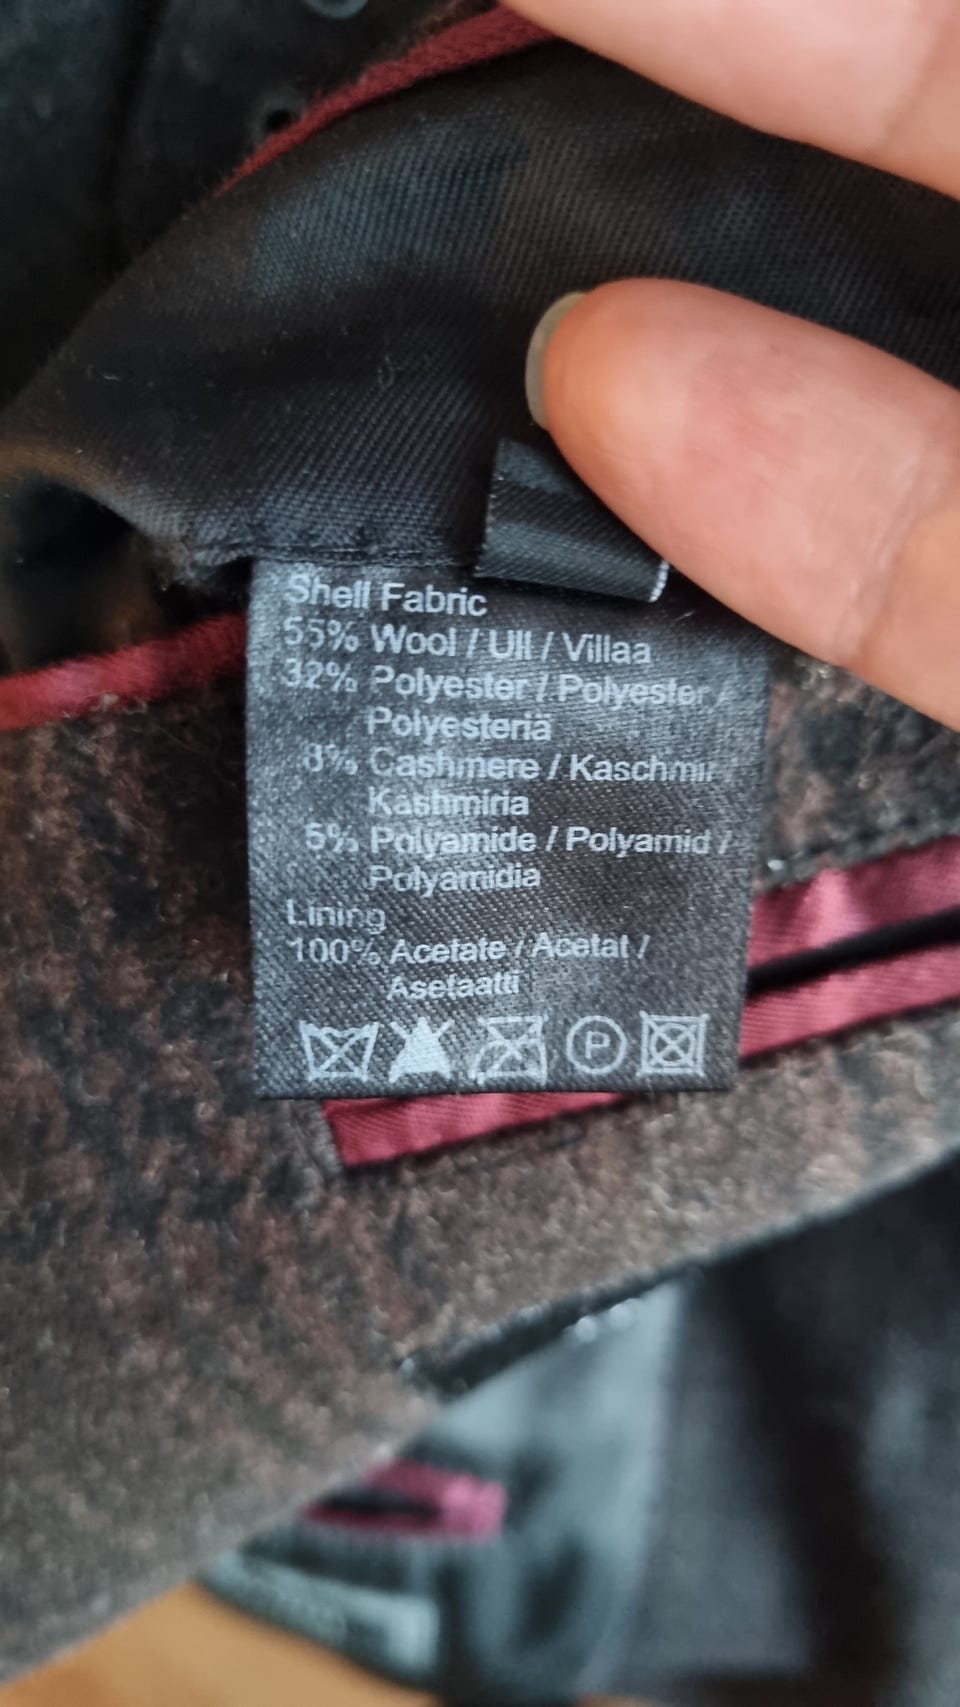 Shell Fabric
55% Wool / Ull / Villaa
32% Polyester / Polyester /
Polyesteriä
8% Cashmere / Kaschmir
Kashmiria
5% Polyamide / Polyamid /
Polyamidia
Lining
100% Acetate / Acetat /
Asetaatti
P